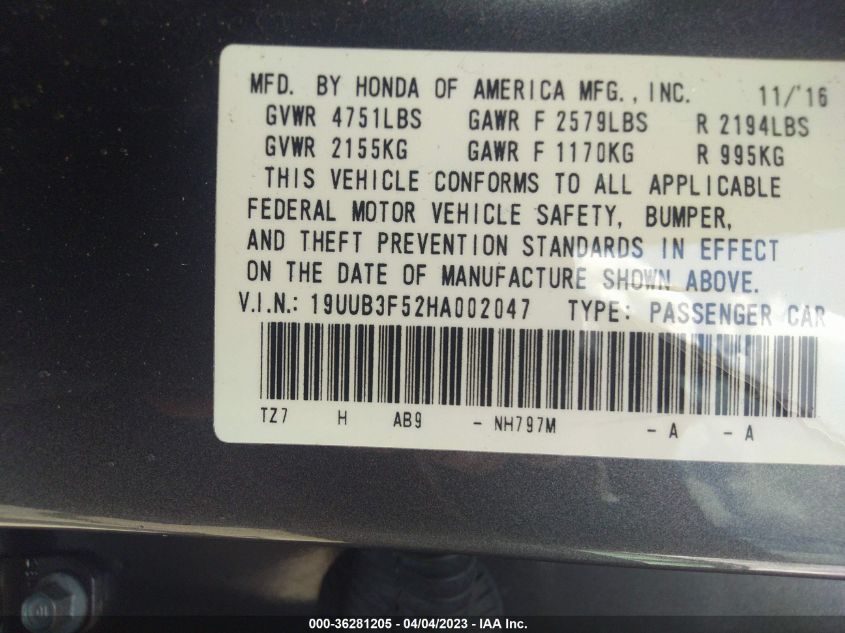 MFD. BY HONDA OF AMERICA MFG., INC. 11/'16
GVWR 4751LBS GAWR F 2579LBS R 2194LBS
GVWR 2155KG GAWR F 1170KG R 995KG
THIS VEHICLE CONFORMS TO ALL APPLICABLE
FEDERAL MOTOR VEHICLE SAFETY, BUMPER,
AND THEFT PREVENTION STANDARDS IN EFFECT
ON THE DATE OF MANUFACTURE SHOWN ABOVE.
V.I.N.: 19UUB3F52HA002047 TYPE: PASSENGER CAR
TZ7 H AB9 - NH797M - A - A
000-36281205 - 04/04/2023 - IAA Inc.